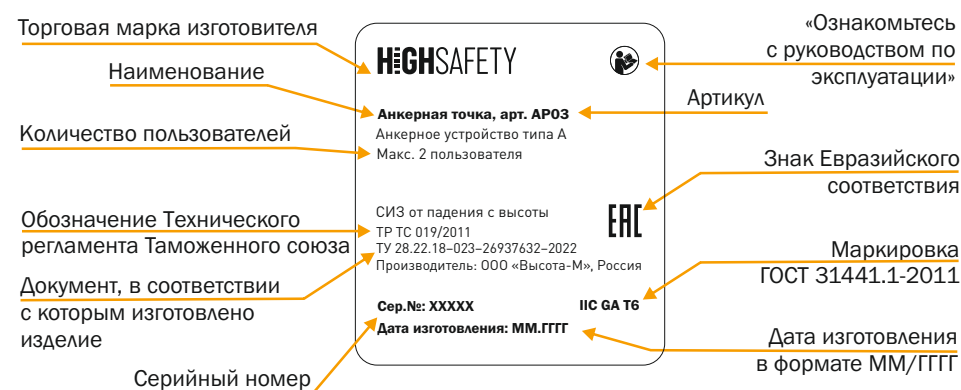 Торговая марка изготовителя
Наименование
Количество пользователей
Обозначение Технического
регламента Таможенного союза
Документ, в соответствии
с которым изготовлено
изделие
Серийный номер
HIGHSAFETY
Анкерная точка, арт. АР03
Анкерное устройство типа А
Макс. 2 пользователя
СИЗ от падения с высоты
ТР ТС 019/2011
ТУ 28.22.18–023–26937632–2022
Производитель: ООО «Высота-М», Россия
EAC
Сер.№: XXXXX
IIC GA T6
Дата изготовления: ММ.ГГГГ
«Ознакомьтесь
с руководством по
эксплуатации»
Артикул
Знак Евразийского
соответствия
Маркировка
ГОСТ 31441.1-2011
Дата изготовления
в формате ММ/ГГГГ